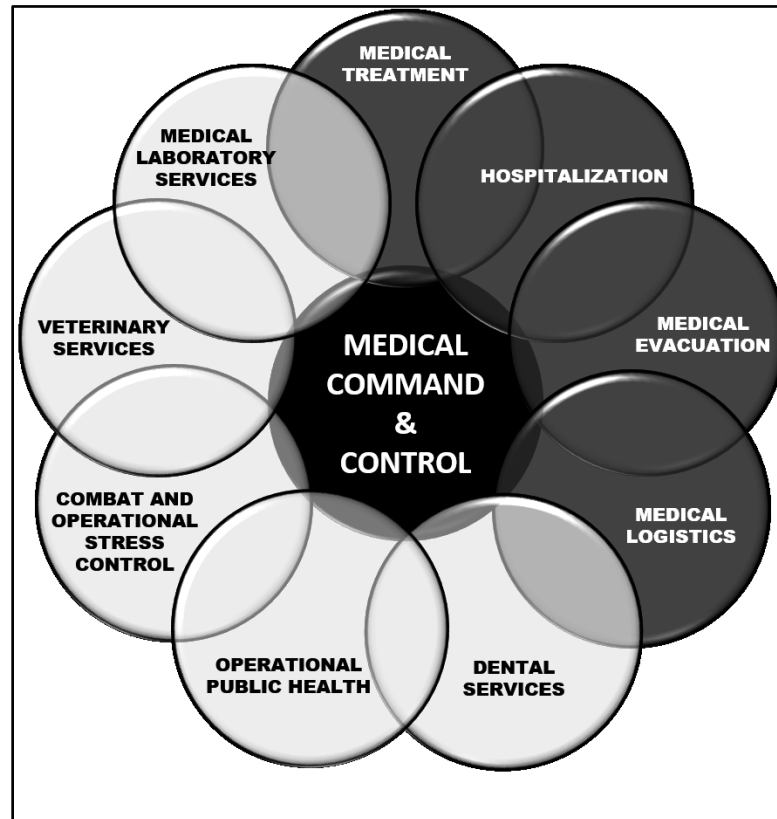 MEDICAL
TREATMENT
HOSPITALIZATION
MEDICAL
EVACUATION
MEDICAL
LOGISTICS
DENTAL
SERVICES
OPERATIONAL
PUBLIC HEALTH
COMBAT AND
OPERATIONAL
STRESS
CONTROL
VETERINARY
SERVICES
MEDICAL
LABORATORY
SERVICES
MEDICAL
COMMAND
&
CONTROL